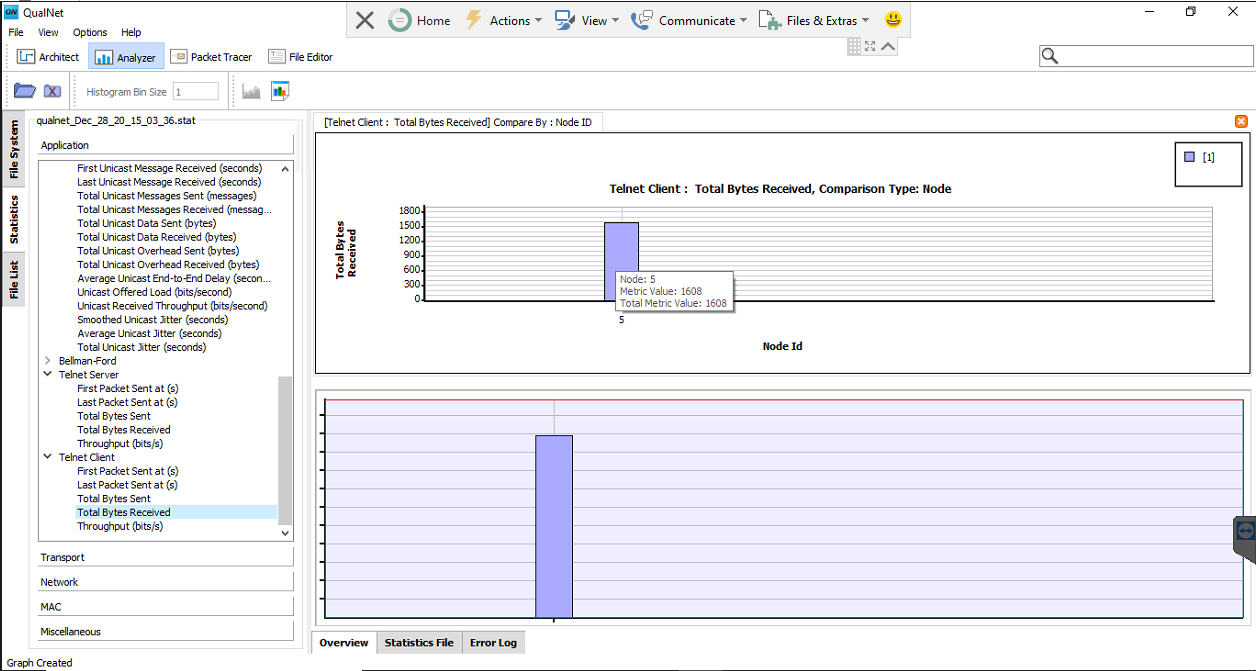 QN QualNet
Home Actions View Communicate Files & Extras
File View Options Help
Architect Analyzer Packet Tracer File Editor
Histogram Bin Size 1
File System
Statistics
File List
qualnet_Dec_28_20_15_03_36.stat
Application
First Unicast Message Received (seconds)
Last Unicast Message Received (seconds)
Total Unicast Messages Sent (messages)
Total Unicast Messages Received (messag...
Total Unicast Data Sent (bytes)
Total Unicast Data Received (bytes)
Total Unicast Overhead Sent (bytes)
Total Unicast Overhead Received (bytes)
Average Unicast End-to-End Delay (secon...
Unicast Offered Load (bits/second)
Unicast Received Throughput (bits/second)
Smoothed Unicast Jitter (seconds)
Average Unicast Jitter (seconds)
Total Unicast Jitter (seconds)
Bellman-Ford
Telnet Server
First Packet Sent at (s)
Last Packet Sent at (s)
Total Bytes Sent
Total Bytes Received
Throughput (bits/s)
Telnet Client
First Packet Sent at (s)
Last Packet Sent at (s)
Total Bytes Sent
Total Bytes Received
Throughput (bits/s)
Transport
Network
MAC
Miscellaneous
[Telnet Client : Total Bytes Received] Compare By : Node ID
[1]
Telnet Client : Total Bytes Received, Comparison Type: Node
Total Bytes
Received
1800
1500
1200
900
600
300
0
Node: 5
Metric Value: 1608
Total Metric Value: 1608
5
Node Id
Overview Statistics File Error Log
Graph Created